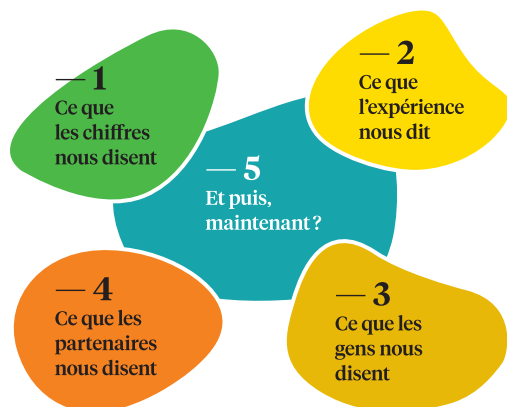 — 1
Ce que
les chiffres
nous disent
— 2
Ce que
l’expérience
nous dit
— 5
Et puis,
maintenant ?
— 4
Ce que les
partenaires
nous disent
— 3
Ce que les
gens nous
disent